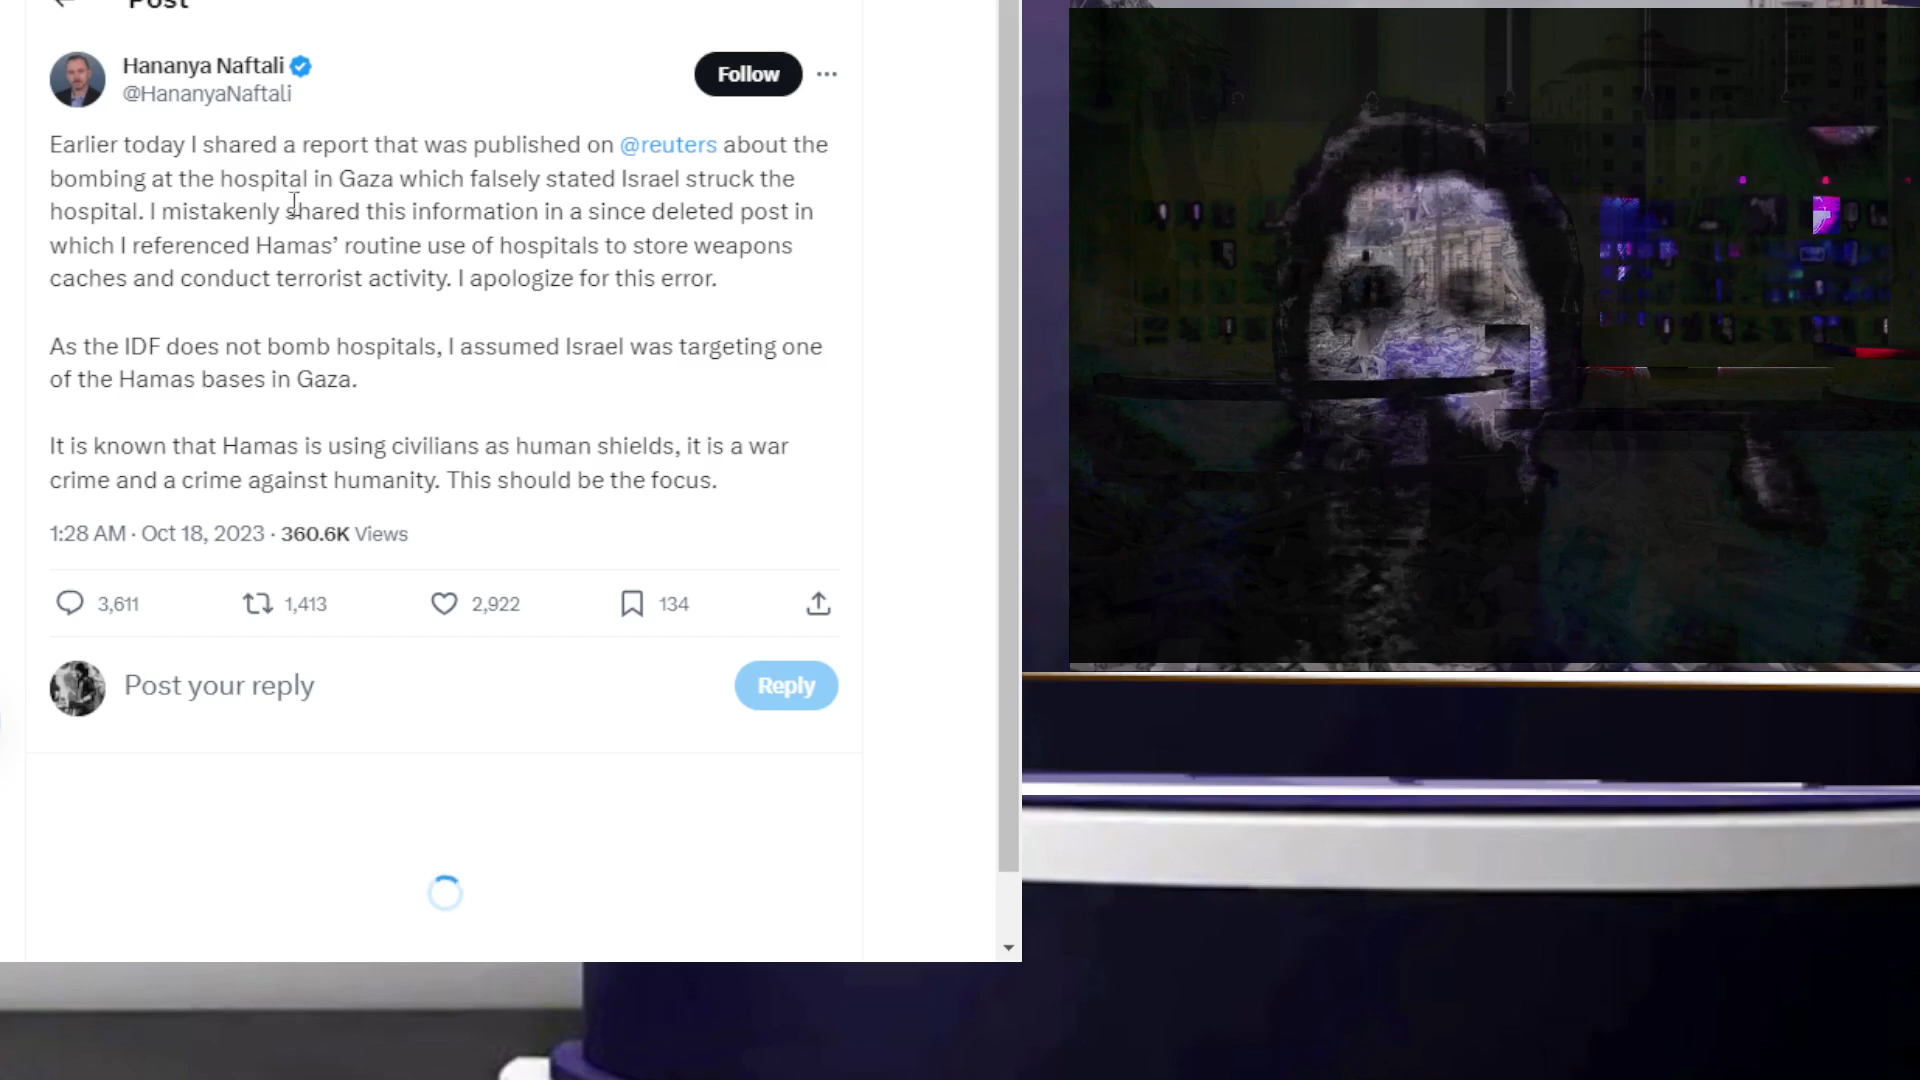 Post
Hananya Naftali
@HananyaNaftali
Follow
Earlier today I shared a report that was published on @reuters about the
bombing at the hospital in Gaza which falsely stated Israel struck the
hospital. I mistakenly shared this information in a since deleted post in
which I referenced Hamas’ routine use of hospitals to store weapons
caches and conduct terrorist activity. I apologize for this error.
As the IDF does not bomb hospitals, I assumed Israel was targeting one
of the Hamas bases in Gaza.
It is known that Hamas is using civilians as human shields, it is a war
crime and a crime against humanity. This should be the focus.
1:28 AM · Oct 18, 2023 · 360.6K Views
3,611 1,413 2,922 134
Post your reply
Reply